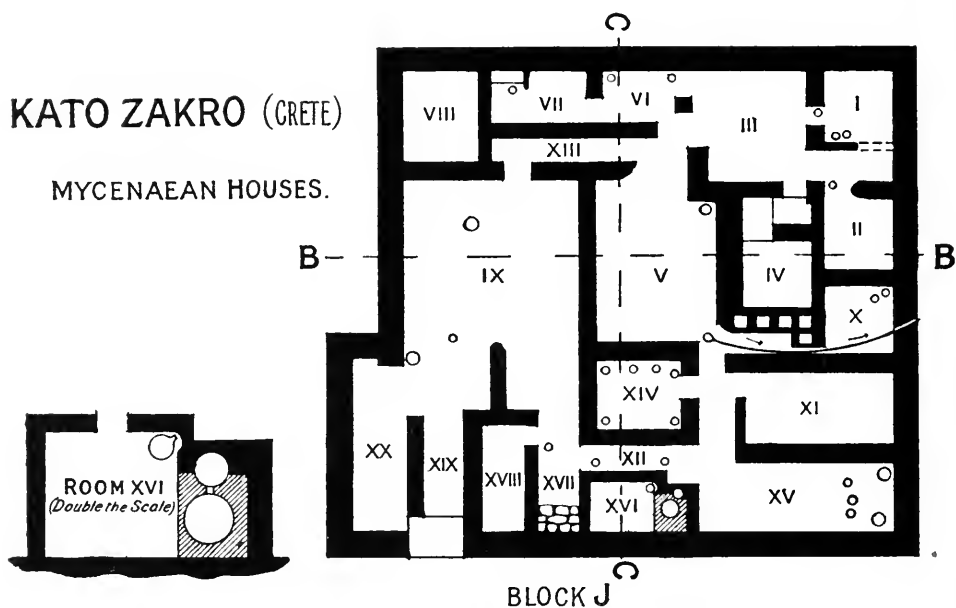 KATO ZAKRO (CRETE)
MYCENAEAN HOUSES.
C
VIII
VII
VI
III
I
XIII
II
B
IX
V
IV
B
X
XIV
XI
XX
XIX
XVIII
XVII
XII
XVI
XV
ROOM XVI
(Double the Scale)
C
BLOCK J